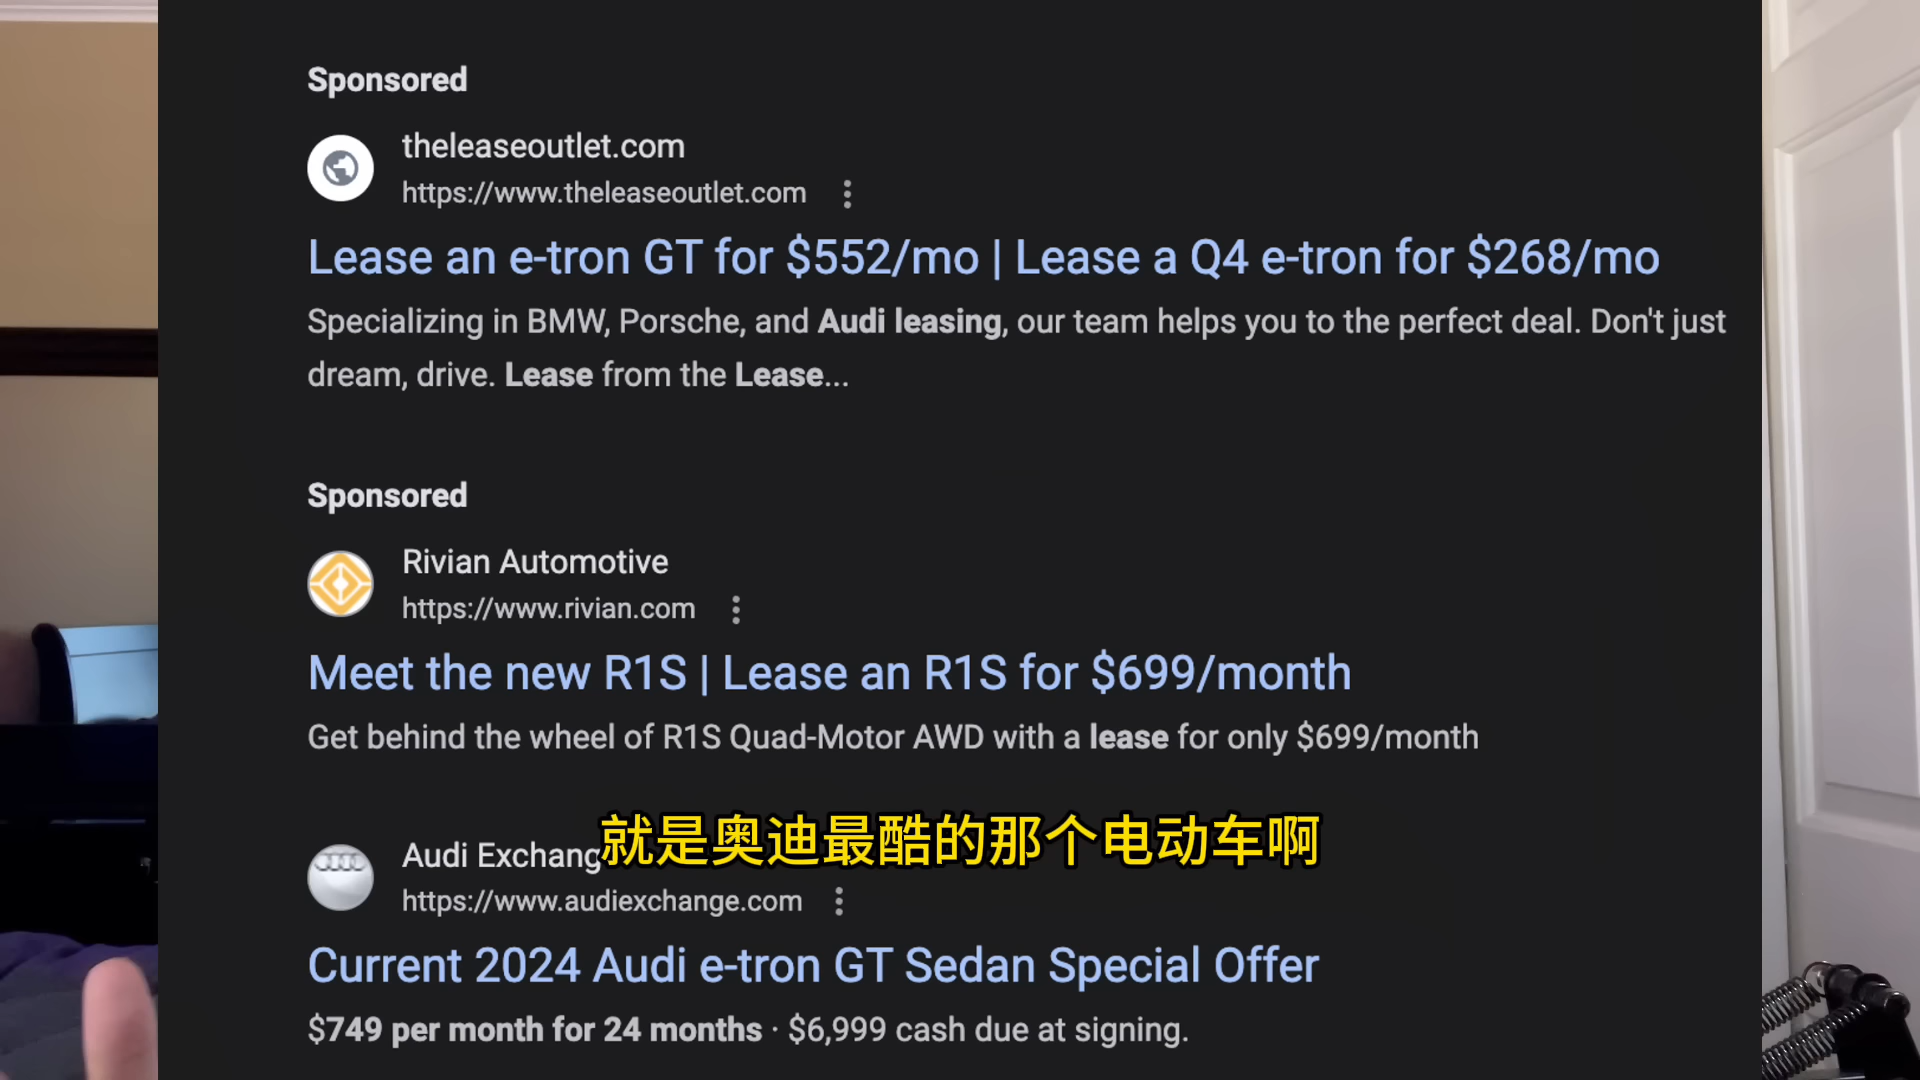 Sponsored
theleaseoutlet.com
https://www.theleaseoutlet.com
Lease an e-tron GT for $552/mo | Lease a Q4 e-tron for $268/mo
Specializing in BMW, Porsche, and Audi leasing, our team helps you to the perfect deal. Don't just
dream, drive. Lease from the Lease...
Sponsored
Rivian Automotive
https://www.rivian.com
Meet the new R1S | Lease an R1S for $699/month
Get behind the wheel of R1S Quad-Motor AWD with a lease for only $699/month
就是奥迪最酷的那个电动车啊
Audi Exchang
https://www.audiexchange.com
Current 2024 Audi e-tron GT Sedan Special Offer
$749 per month for 24 months · $6,999 cash due at signing.